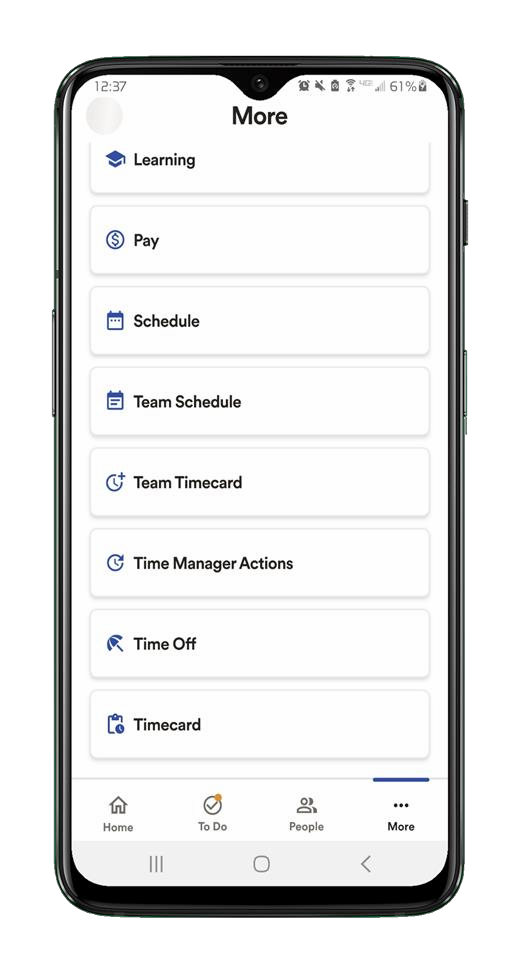 12:37
61%
More
Learning
Pay
Schedule
Team Schedule
Team Timecard
Time Manager Actions
Time Off
Timecard
Home
To Do
People
More